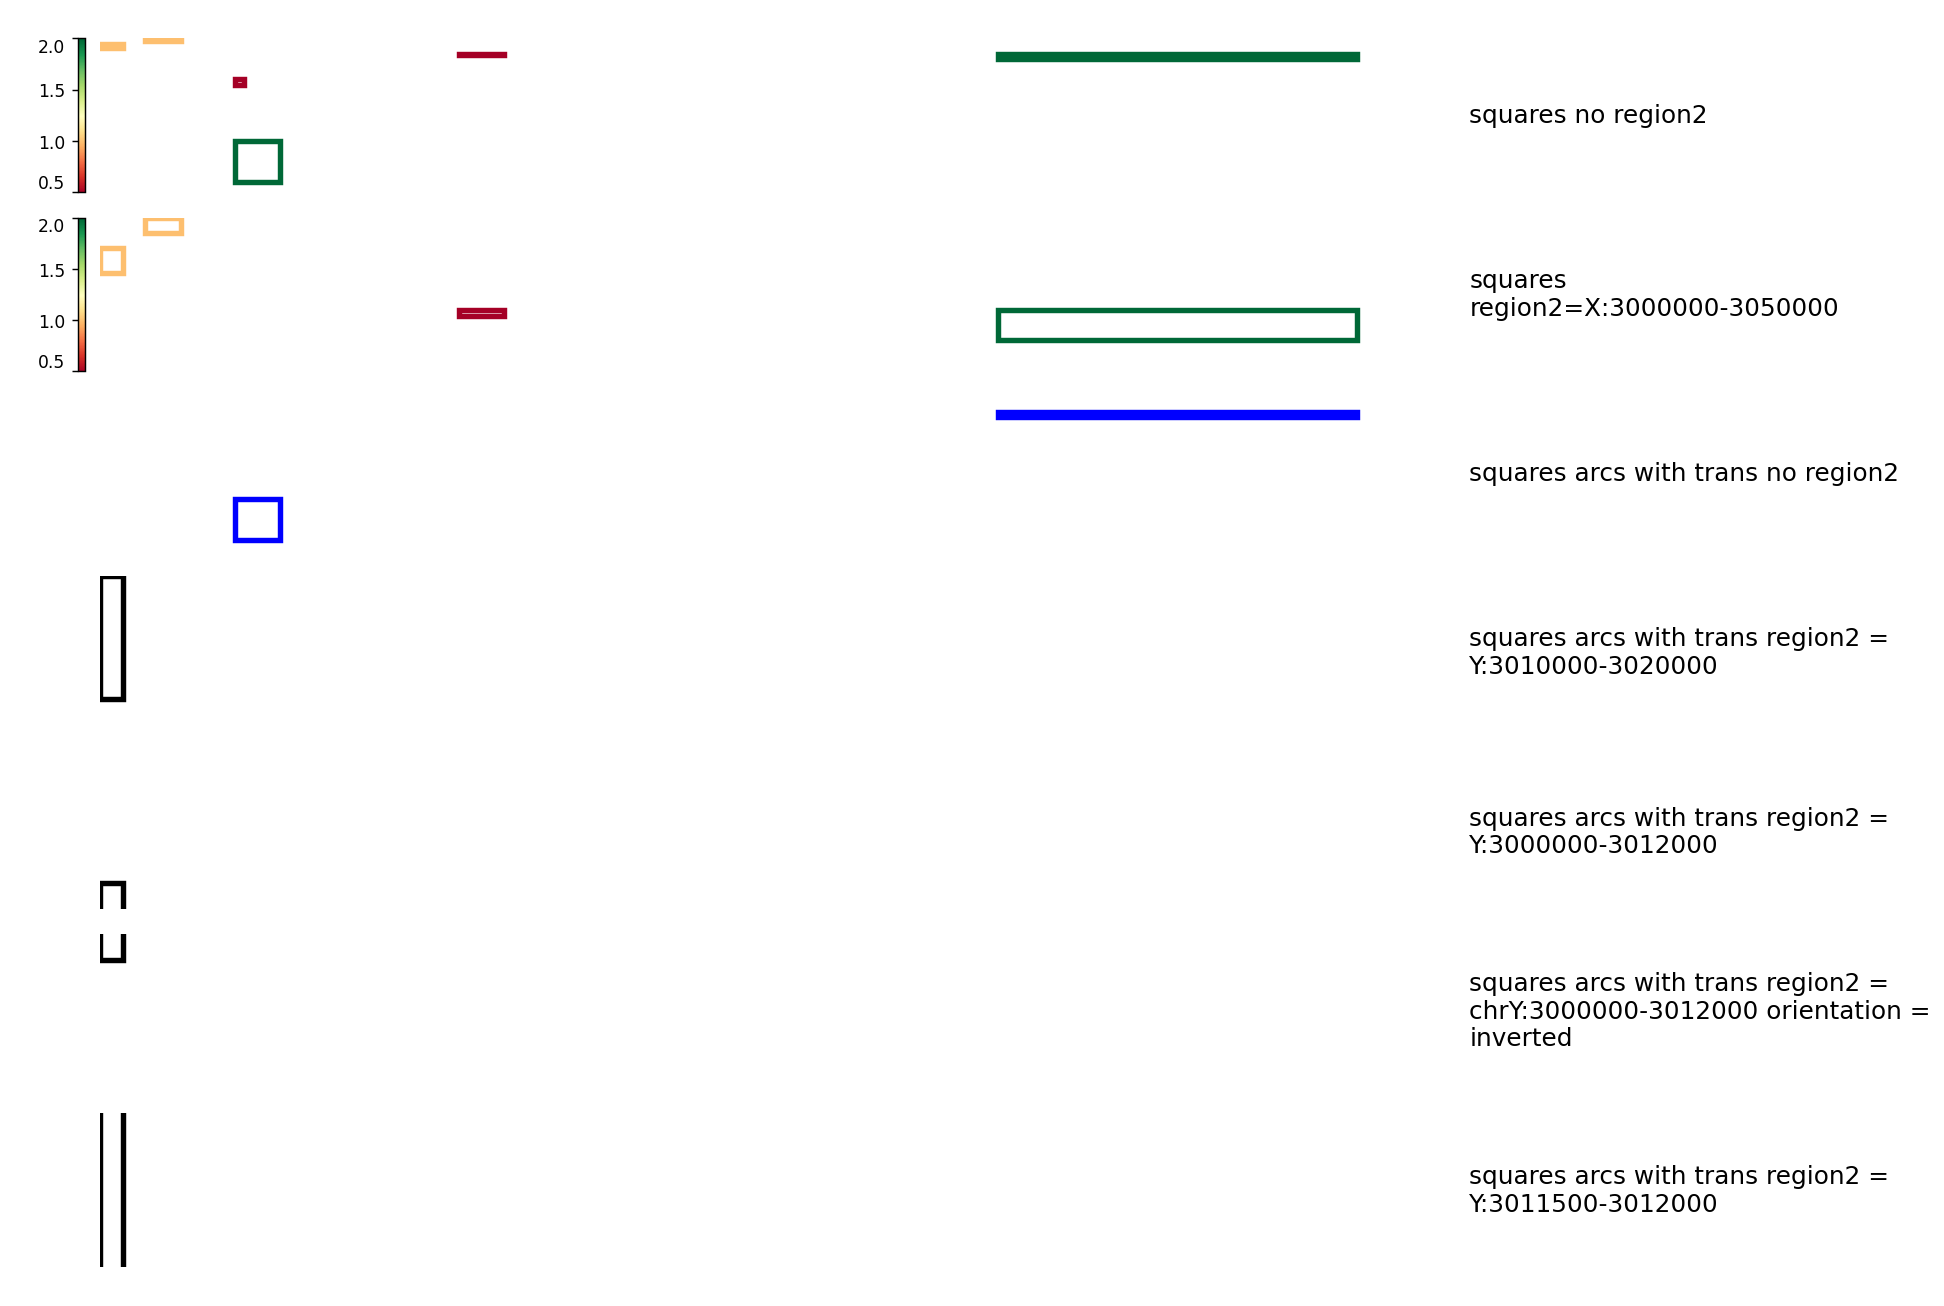 2.0
1.5
1.0
0.5
squares no region2
2.0
1.5
1.0
0.5
squares
region2=X:3000000-3050000
squares arcs with trans no region2
squares arcs with trans region2 =
Y:3010000-3020000
squares arcs with trans region2 =
Y:3000000-3012000
squares arcs with trans region2 =
chrY:3000000-3012000 orientation =
inverted
squares arcs with trans region2 =
Y:3011500-3012000